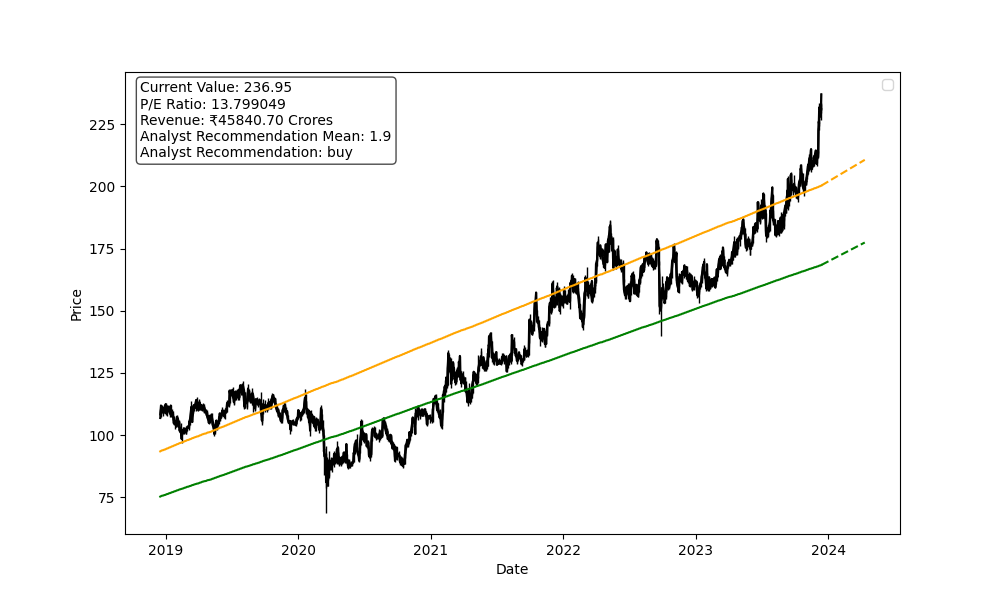 Current Value: 236.95
P/E Ratio: 13.799049
Revenue: ₹45840.70 Crores
Analyst Recommendation Mean: 1.9
Analyst Recommendation: buy
225
200
175
150
125
100
75
Price
2019 2020 2021 2022 2023 2024
Date